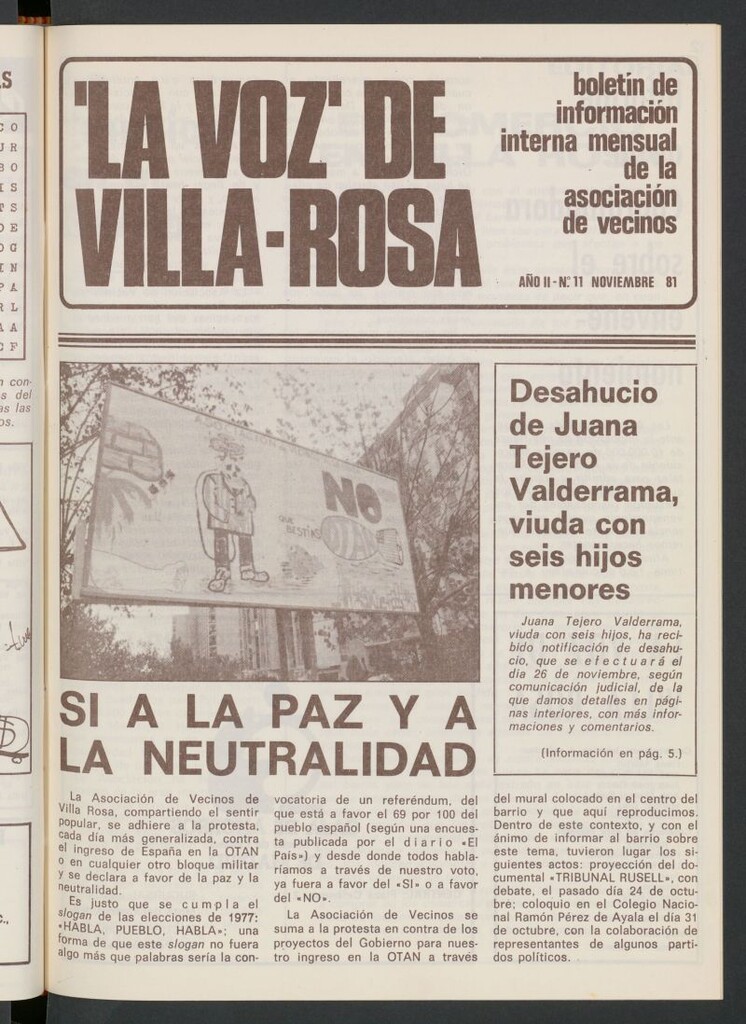 'LA VOZ' DE
VILLA-ROSA
boletín de
información
interna mensual
de la
asociación
de vecinos
AÑO II - N.º 11 NOVIEMBRE 81
NO
OTAN
QUE
BESTIAS
Desahucio
de Juana
Tejero
Valderrama,
viuda con
seis hijos
menores
Juana Tejero Valderrama,
viuda con seis hijos, ha reci-
bido notificación de desahu-
cio, que se efectuará el
día 26 de noviembre, según
comunicación judicial, de la
que damos detalles en pági-
nas interiores, con más infor-
maciones y comentarios.
(Información en pág. 5.)
SI A LA PAZ Y A
LA NEUTRALIDAD
La Asociación de Vecinos de
Villa Rosa, compartiendo el sentir
popular, se adhiere a la protesta,
cada día más generalizada, contra
el ingreso de España en la OTAN
o en cualquier otro bloque militar
y se declara a favor de la paz y la
neutralidad.
Es justo que se cumpla el
slogan de las elecciones de 1977:
«HABLA, PUEBLO, HABLA»; una
forma de que este slogan no fuera
algo más que palabras sería la con-
vocatoria de un referéndum, del
que está a favor el 69 por 100 del
pueblo español (según una encues-
ta publicada por el diario «El
País») y desde donde todos habla-
ríamos a través de nuestro voto,
ya fuera a favor del «SI» o a favor
del «NO».
La Asociación de Vecinos se
suma a la protesta en contra de los
proyectos del Gobierno para nues-
tro ingreso en la OTAN a través
del mural colocado en el centro del
barrio y que aquí reproducimos.
Dentro de este contexto, y con el
ánimo de informar al barrio sobre
este tema, tuvieron lugar los si-
guientes actos: proyección del do-
cumental «TRIBUNAL RUSELL», con
debate, el pasado día 24 de octu-
bre; coloquio en el Colegio Nacio-
nal Ramón Pérez de Ayala el día 31
de octubre, con la colaboración de
representantes de algunos parti-
dos políticos.